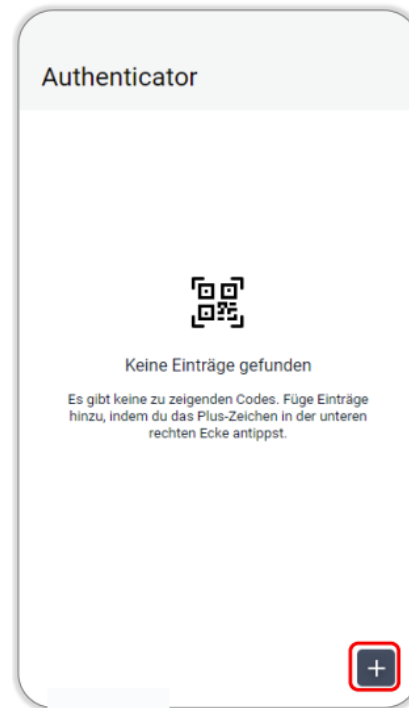 Authenticator
Keine Einträge gefunden
Es gibt keine zu zeigenden Codes. Füge Einträge
hinzu, indem du das Plus-Zeichen in der unteren
rechten Ecke antippst.
+